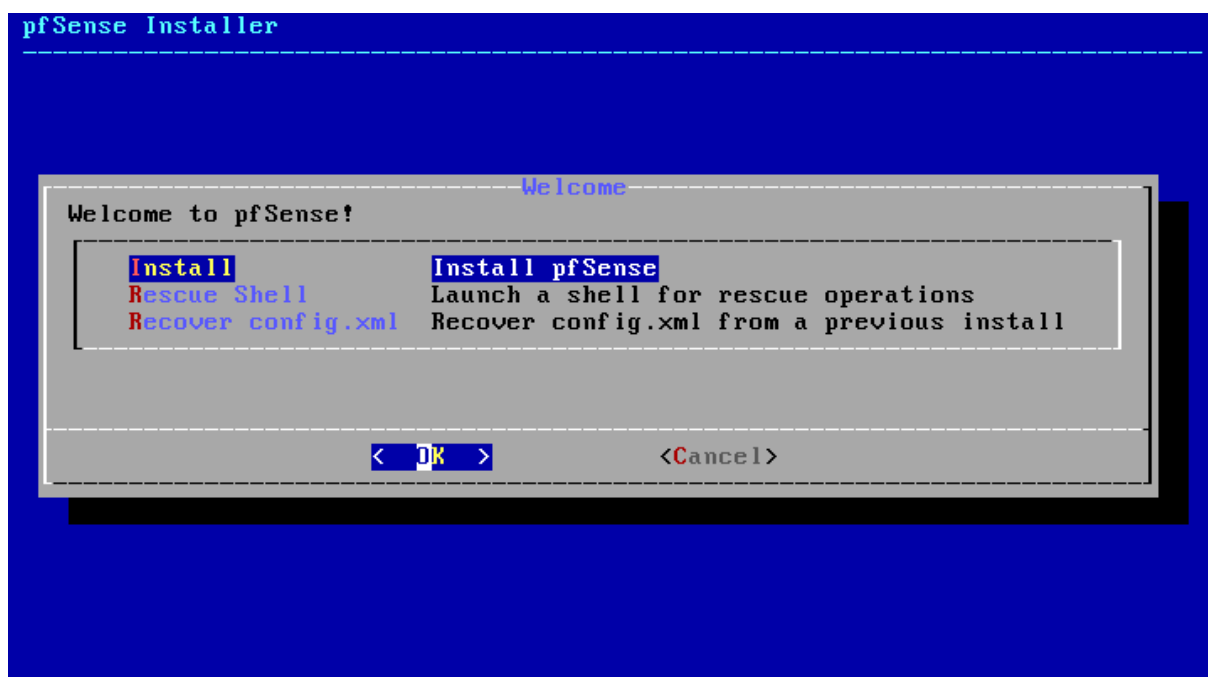 pfSense Installer
Welcome
Welcome to pfSense!
Install Install pfSense
Rescue Shell Launch a shell for rescue operations
Recover config.xml Recover config.xml from a previous install
< OK > <Cancel>